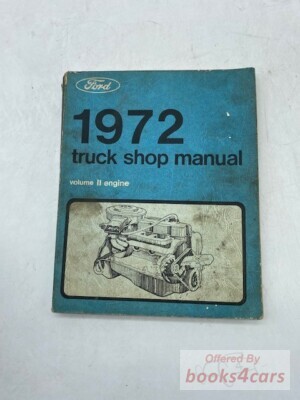 Ford
1972
truck shop manual
volume II engine
Offered By
books4cars